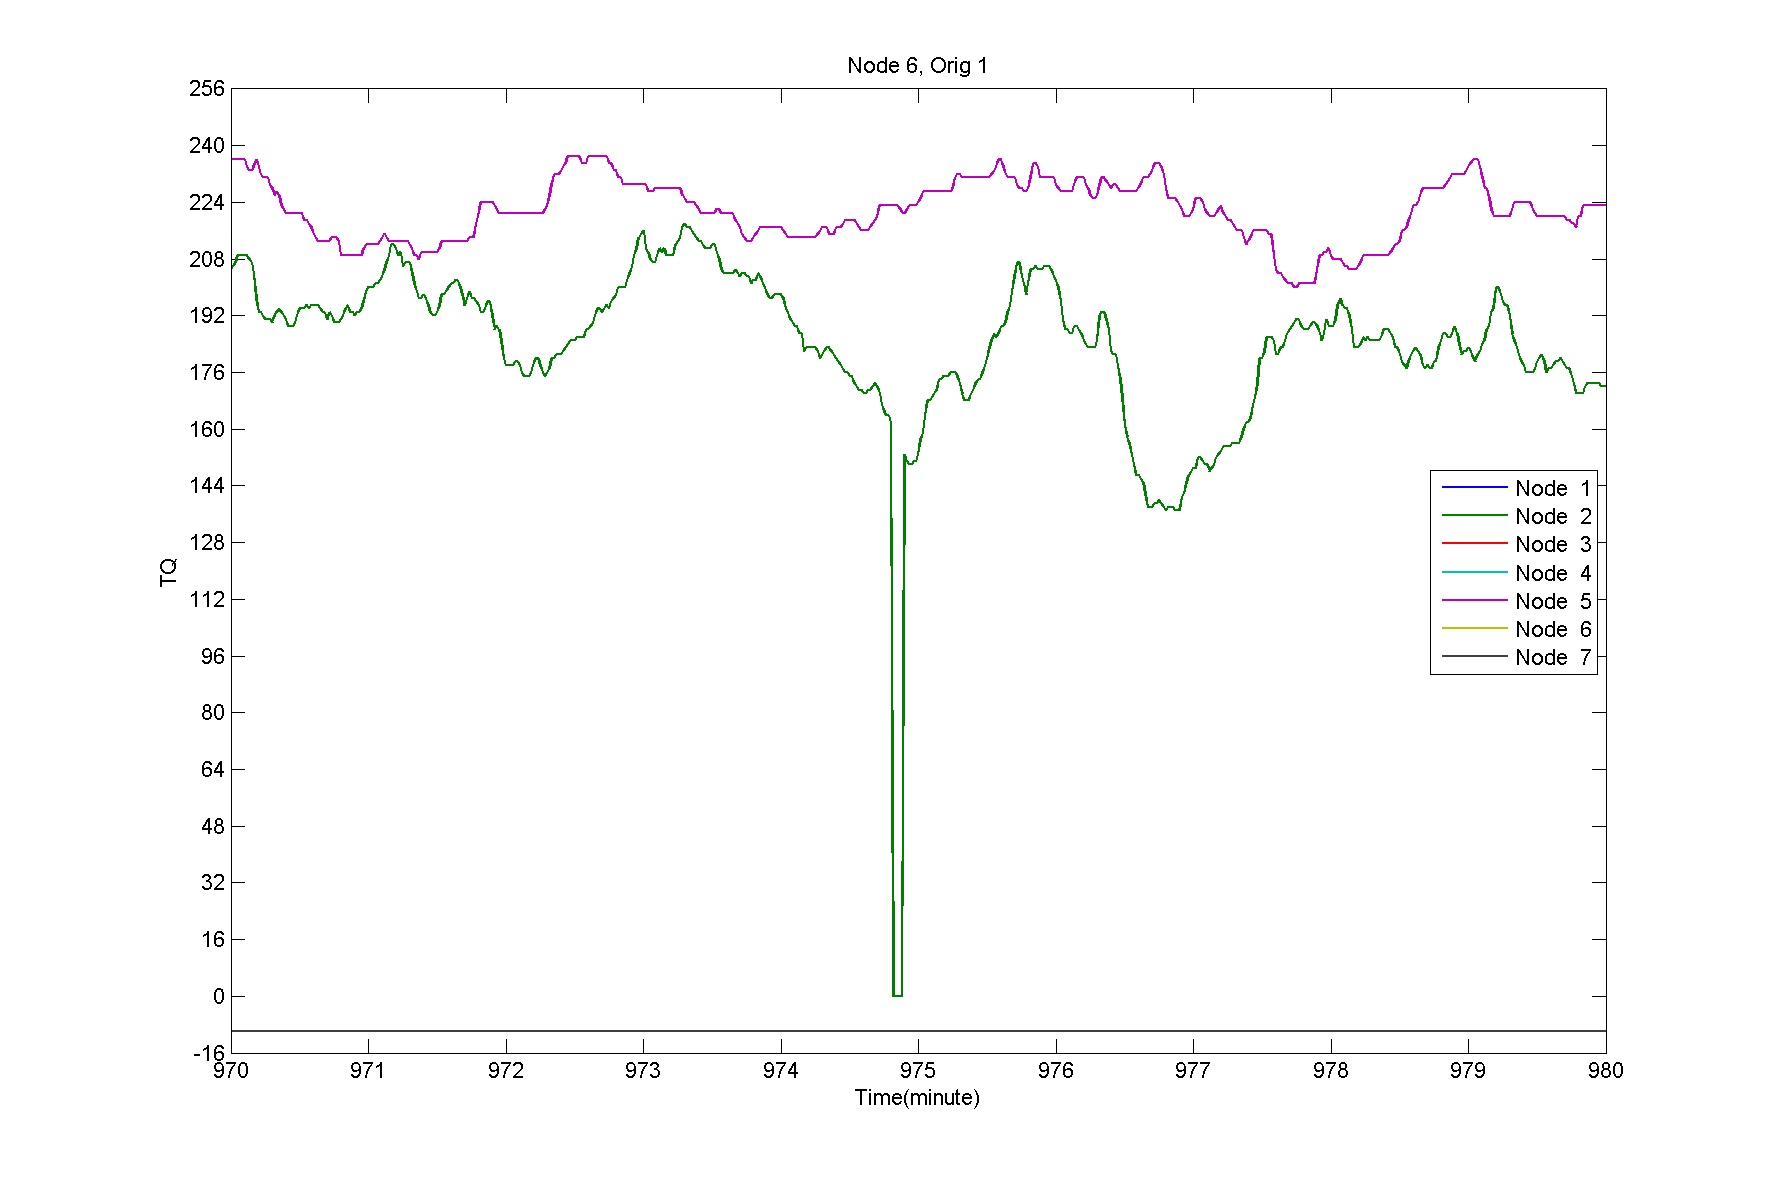 Node 6, Orig 1
256
240
224
208
192
176
160
144
128
112
96
80
64
48
32
16
0
-16
TQ
Node 1
Node 2
Node 3
Node 4
Node 5
Node 6
Node 7
970 971 972 973 974 975 976 977 978 979 980
Time(minute)